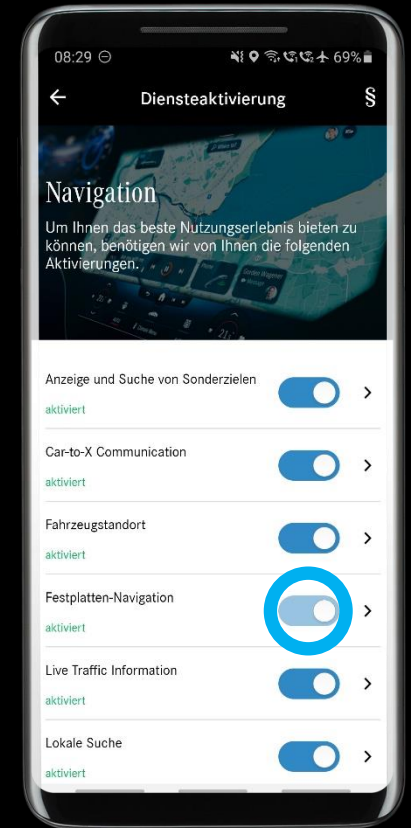 08:29
69%
Diensteaktivierung
§
Navigation
Um Ihnen das beste Nutzungserlebnis bieten zu
können, benötigen wir von Ihnen die folgenden
Aktivierungen.
Anzeige und Suche von Sonderzielen
aktiviert
Car-to-X Communication
aktiviert
Fahrzeugstandort
aktiviert
Festplatten-Navigation
aktiviert
Live Traffic Information
aktiviert
Lokale Suche
aktiviert